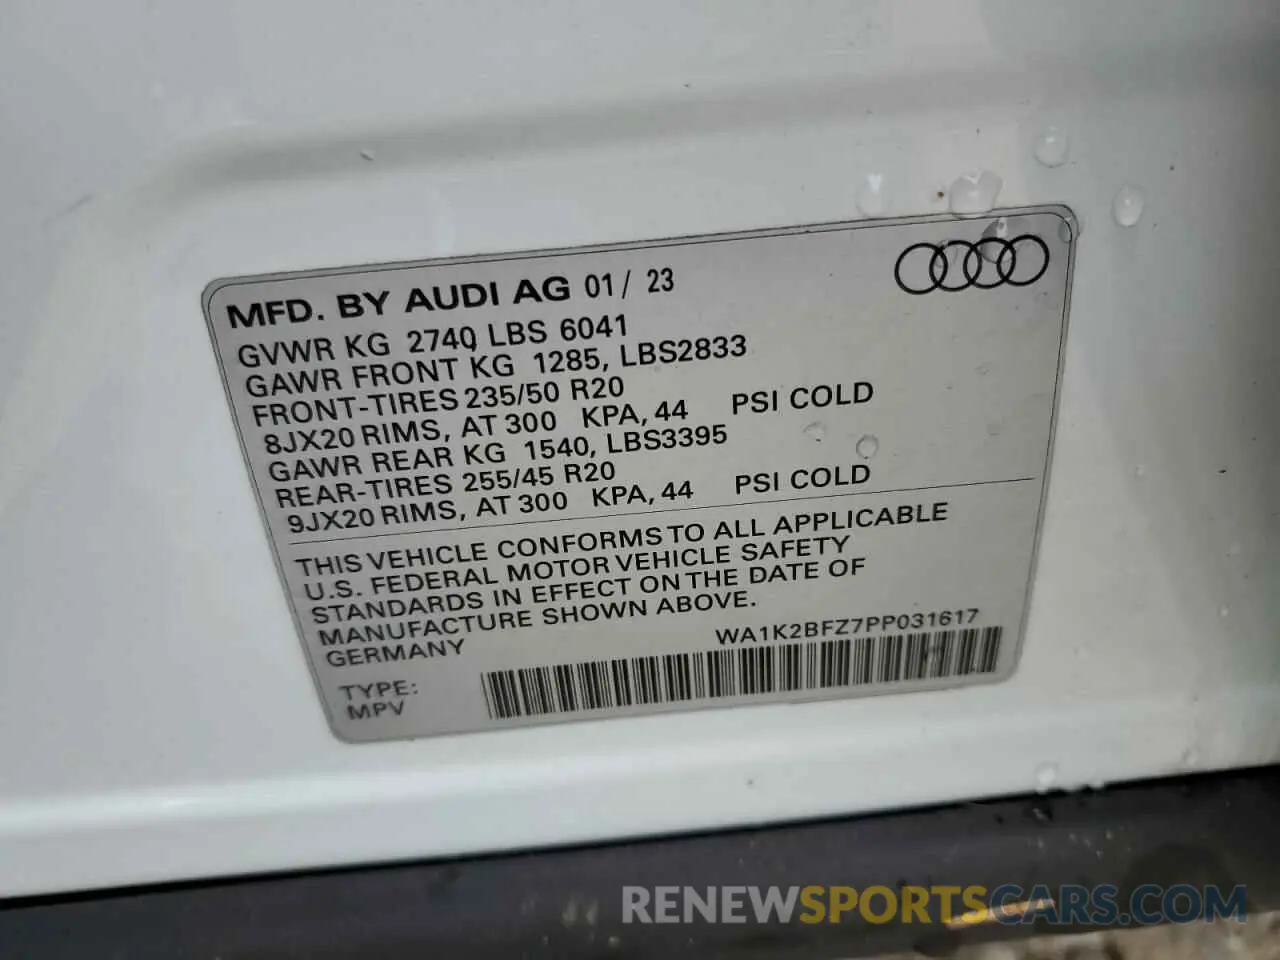 MFD. BY AUDI AG 01/ 23
GVWR KG 2740 LBS 6041
GAWR FRONT KG 1285, LBS2833
FRONT-TIRES 235/50 R20
8JX20 RIMS, AT 300 KPA, 44 PSI COLD
GAWR REAR KG 1540, LBS3395
REAR-TIRES 255/45 R20
9JX20 RIMS, AT 300 KPA, 44 PSI COLD
THIS VEHICLE CONFORMS TO ALL APPLICABLE
U.S. FEDERAL MOTOR VEHICLE SAFETY
STANDARDS IN EFFECT ON THE DATE OF
MANUFACTURE SHOWN ABOVE.
GERMANY
WA1K2BFZ7PP031617
TYPE:
MPV
RENEWSPORTSCARS.COM